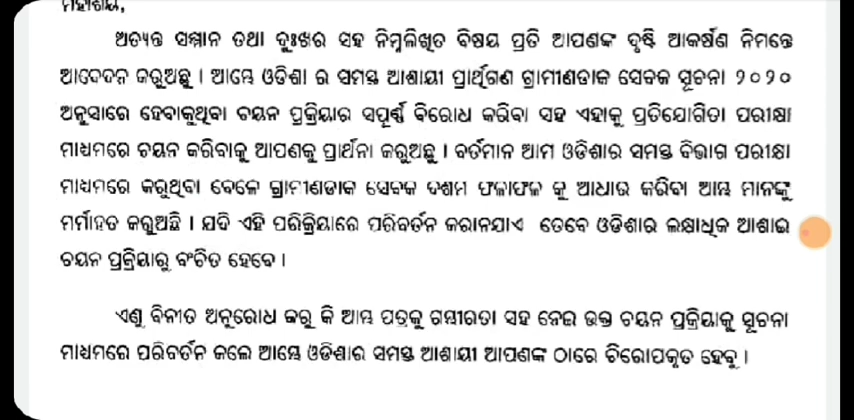 ମହାଶୟ,
ଅତ୍ୟନ୍ତ ସମ୍ମାନ ତଥା ଦୁଃଖର ସହ ନିମ୍ନଲିଖିତ ବିଷୟ ପ୍ରତି ଆପଣଙ୍କ ଦୃଷ୍ଟି ଆକର୍ଷଣ ନିମନ୍ତେ
ଆବେଦନ କରୁଅଛୁ । ଆମ୍ଭେ ଓଡିଶା ର ସମସ୍ତ ଆଶାୟୀ ପ୍ରାର୍ଥିଗଣ ଗ୍ରାମୀଣଡାକ ସେବକ ସୂଚନା ୨୦୨୦
ଅନୁସାରେ ହେବାକୁଥିବା ଚୟନ ପ୍ରକ୍ରିୟାର ସପୂର୍ଣ୍ଣ ବିରୋଧ କରିବା ସହ ଏହାକୁ ପ୍ରତିଯୋଗିତା ପରୀକ୍ଷା
ମାଧ୍ୟମରେ ଚୟନ କରିବାକୁ ଆପଣକୁ ପ୍ରାର୍ଥନା କରୁଅଛୁ । ବର୍ତମାନ ଆମ ଓଡିଶାର ସମସ୍ତ ବିଭାଗ ପରୀକ୍ଷା
ମାଧ୍ୟମରେ କରୁଥିବା ବେଳେ ଗ୍ରାମୀଣଡାକ ସେବକ ଦଶମ ଫଳାଫଳ କୁ ଆଧାର କରିବା ଆମ୍ଭ ମାନଙ୍କୁ
ମର୍ମାହତ କରୁଅଛି । ଯଦି ଏହି ପରିକ୍ରିୟାରେ ପରିବର୍ତନ କରାନଯାଏ ତେବେ ଓଡିଶାର ଲକ୍ଷାଧିକ ଆଶାଇ
ଚୟନ ପ୍ରକ୍ରିୟାରୁ ବଂଚିତ ହେବେ ।
ଏଣୁ ବିନୀତ ଅନୁରୋଧ କରୁ କି ଆମ୍ଭ ପତ୍ରକୁ ଗମ୍ଭୀରତା ସହ ନେଇ ଉକ୍ତ ଚୟନ ପ୍ରକ୍ରିୟାକୁ ସୂଚନା
ମାଧ୍ୟମରେ ପରିବର୍ତନ କଲେ ଆମ୍ଭେ ଓଡିଶାର ସମସ୍ତ ଆଶାୟୀ ଆପଣଙ୍କ ଠାରେ ଚିରୋପକୃତ ହେବୁ ।